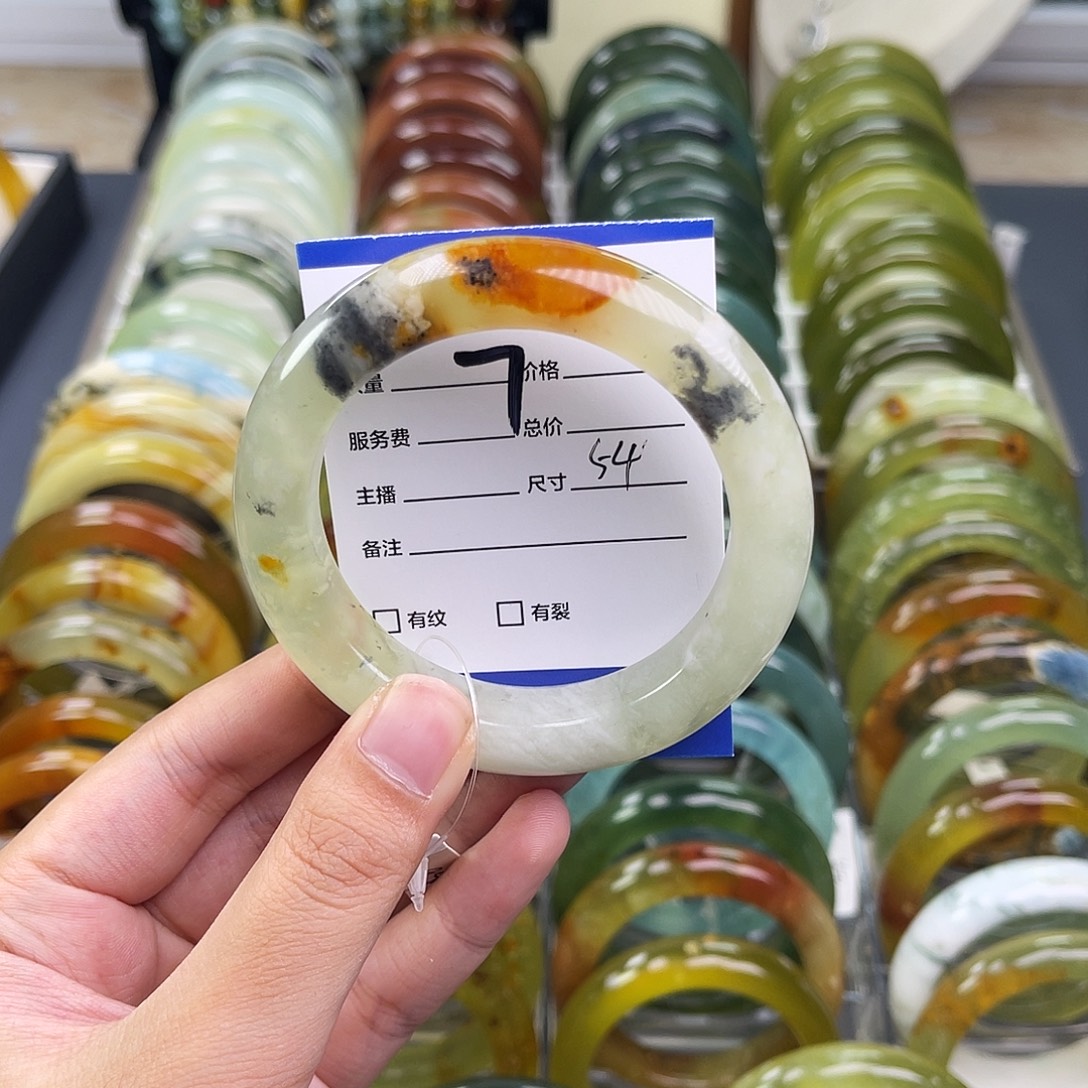 量 7 价格
服务费 总价
主播 尺寸 54
备注
有纹 有裂